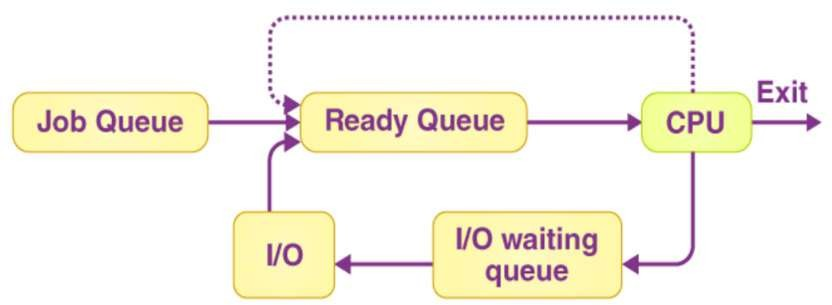 Job Queue
Ready Queue
CPU
Exit
I/O
I/O waiting
queue